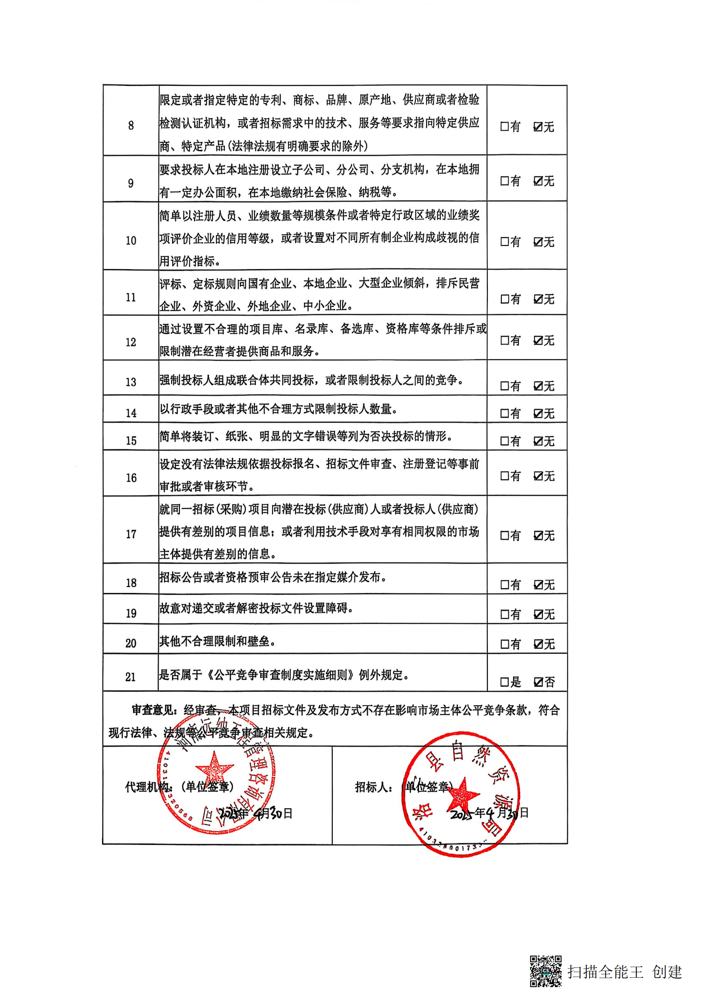 8
限定或者指定特定的专利、商标、品牌、原产地、供应商或者检验
检测认证机构，或者招标需求中的技术、服务等要求指向特定供应
商、特定产品(法律法规有明确要求的除外)
□有 ☑无
9
要求投标人在本地注册设立子公司、分公司、分支机构，在本地拥
有一定办公面积，在本地缴纳社会保险、纳税等。
□有 ☑无
10
简单以注册人员、业绩数量等规模条件或者特定行政区域的业绩奖
项评价企业的信用等级，或者设置对不同所有制企业构成歧视的信
用评价指标。
□有 ☑无
11
评标、定标规则向国有企业、本地企业、大型企业倾斜，排斥民营
企业、外资企业、外地企业、中小企业。
□有 ☑无
12
通过设置不合理的项目库、名录库、备选库、资格库等条件排斥或
限制潜在经营者提供商品和服务。
□有 ☑无
13
强制投标人组成联合体共同投标，或者限制投标人之间的竞争。
□有 ☑无
14
以行政手段或者其他不合理方式限制投标人数量。
□有 ☑无
15
简单将装订、纸张、明显的文字错误等列为否决投标的情形。
□有 ☑无
16
设定没有法律法规依据投标报名、招标文件审查、注册登记等事前
审批或者审核环节。
□有 ☑无
17
就同一招标(采购)项目向潜在投标(供应商)人或者投标人(供应商)
提供有差别的项目信息；或者利用技术手段对享有相同权限的市场
主体提供有差别的信息。
□有 ☑无
18
招标公告或者资格预审公告未在指定媒介发布。
□有 ☑无
19
故意对递交或者解密投标文件设置障碍。
□有 ☑无
20
其他不合理限制和壁垒。
□有 ☑无
21
是否属于《公平竞争审查制度实施细则》例外规定。
□是 ☑否
审查意见：经审查，本项目招标文件及发布方式不存在影响市场主体公平竞争条款，符合
现行法律、法规等公平竞争审查相关规定。
代理机构：(单位签章)
2025年4月30日
河南远纳工程管理咨询有限公司
招标人：(单位签章)
2025年4月30日
县自然资源局
扫描全能王 创建